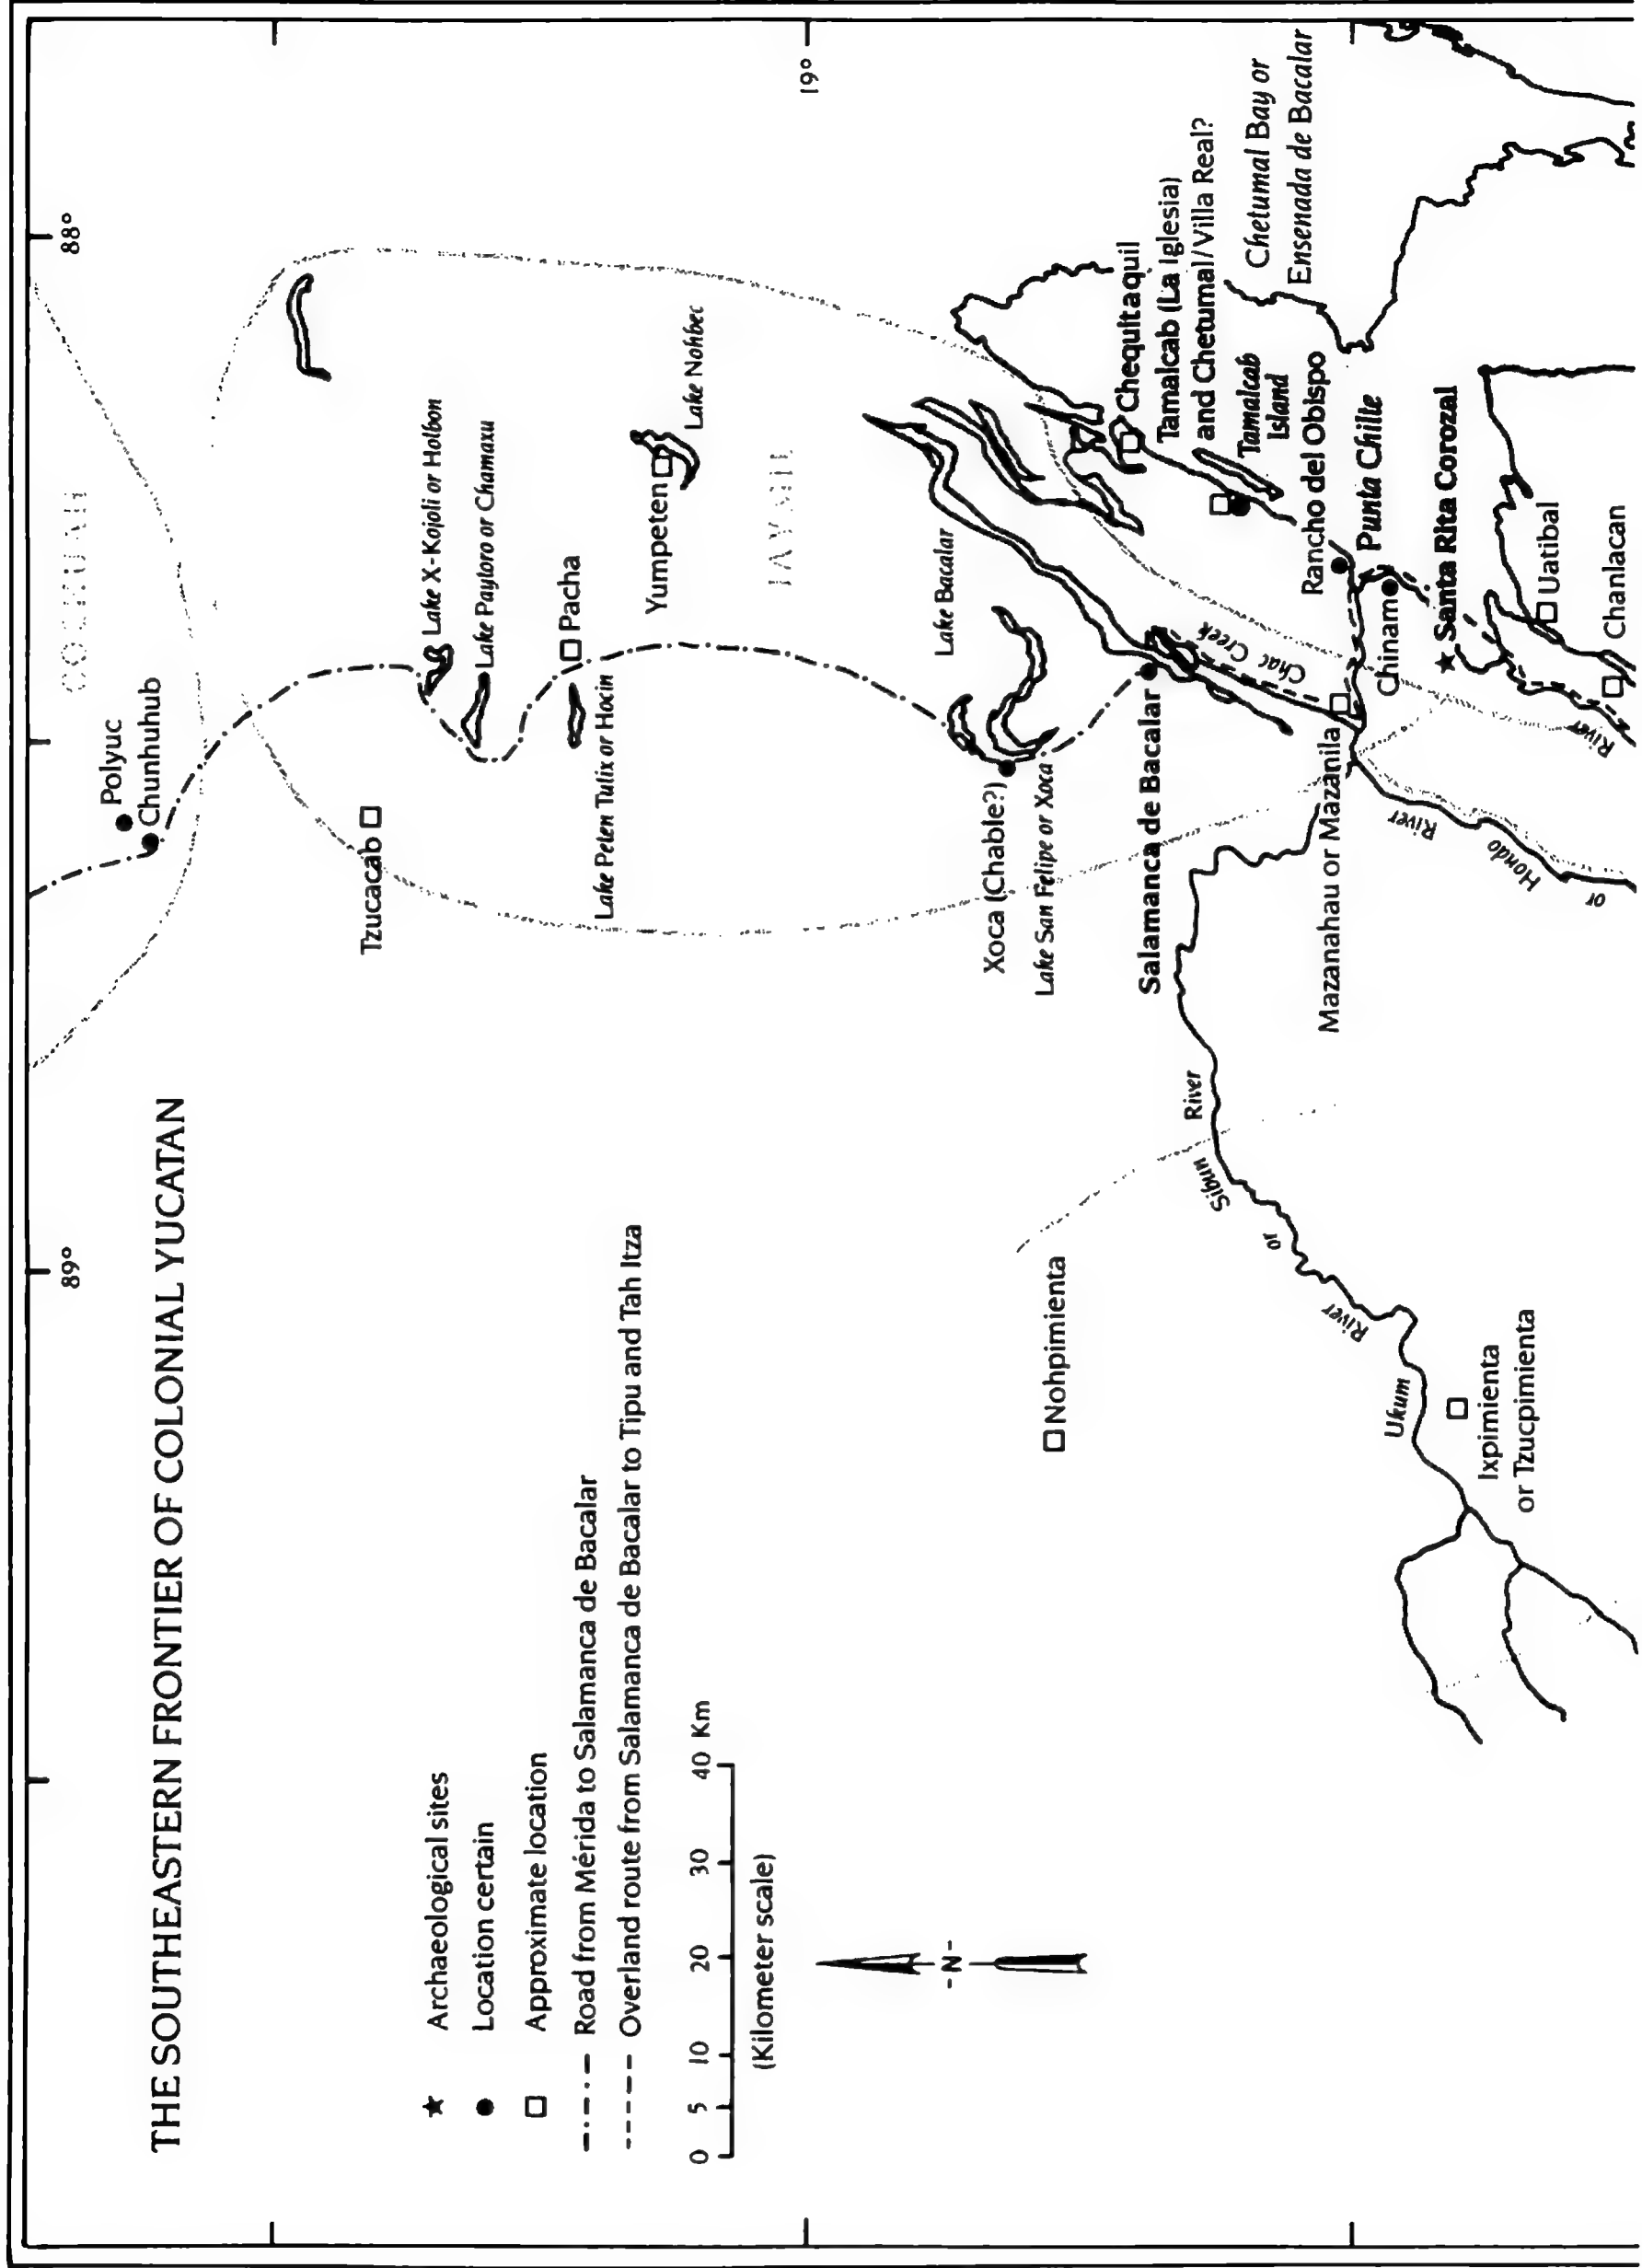 THE SOUTHEASTERN FRONTIER OF COLONIAL YUCATAN
Archaeological sites
Location certain
Approximate location
Road from Mérida to Salamanca de Bacalar
Overland route from Salamanca de Bacalar to Tipu and Tah Itza
0 5 10 20 30 40 Km
(Kilometer scale)
-N-
89°
88°
19°
COCHUAH
Polyuc
Chunhuhub
Tzucacab
Lake X-Kojoli or Holbon
Lake Paytoro or Chamaxu
Pacha
Lake Peten Tulix or Hocin
Yumpeten
Lake Nohbec
UAYMIL
Lake Bacalar
Xoca (Chable?)
Lake San Felipe or Xoca
Salamanca de Bacalar
Chac Creek
Chequitaquil
Tamalcab (La Iglesia)
and Chetumal/Villa Real?
Tamalcab
Island
Chetumal Bay or
Ensenada de Bacalar
Rancho del Obispo
Punta Chilte
Mazanahau or Mazanila
Chinam
Santa Rita Corozal
Uatibal
Chanlacan
River
River
Hondo
or
Nohpimienta
Ukum
River
or
Sibun
River
Ixpimienta
or Tzucpimienta